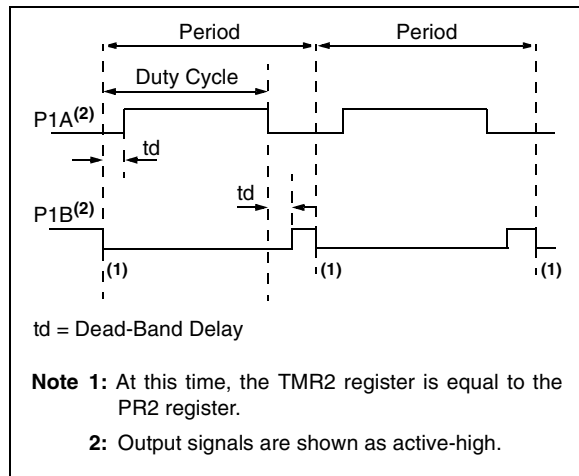 Period Period
Duty Cycle
P1A(2)
td
td
P1B(2)
(1) (1) (1)
td = Dead-Band Delay
Note 1: At this time, the TMR2 register is equal to the
PR2 register.
2: Output signals are shown as active-high.